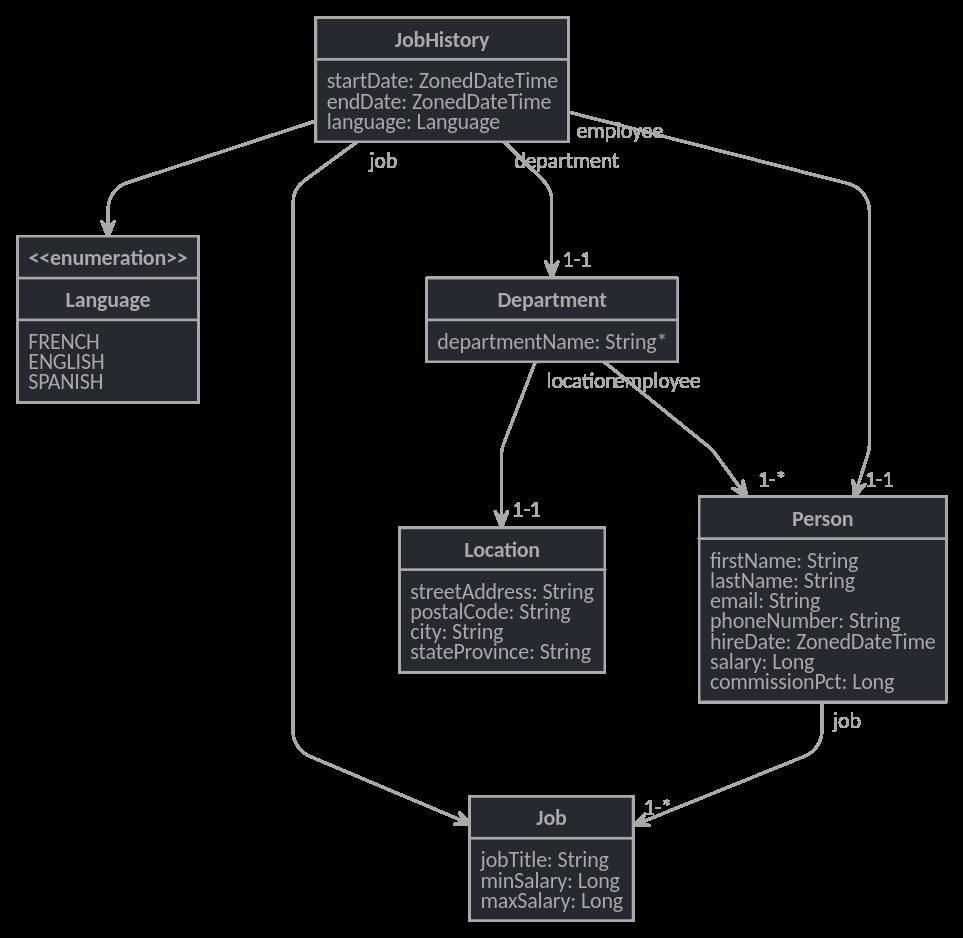 JobHistory
startDate: ZonedDateTime
endDate: ZonedDateTime
language: Language
employee
job
department
<<enumeration>>
Language
FRENCH
ENGLISH
SPANISH
1-1
Department
departmentName: String*
location
employee
1-*
1-1
1-1
Location
streetAddress: String
postalCode: String
city: String
stateProvince: String
Person
firstName: String
lastName: String
email: String
phoneNumber: String
hireDate: ZonedDateTime
salary: Long
commissionPct: Long
job
1-*
Job
jobTitle: String
minSalary: Long
maxSalary: Long